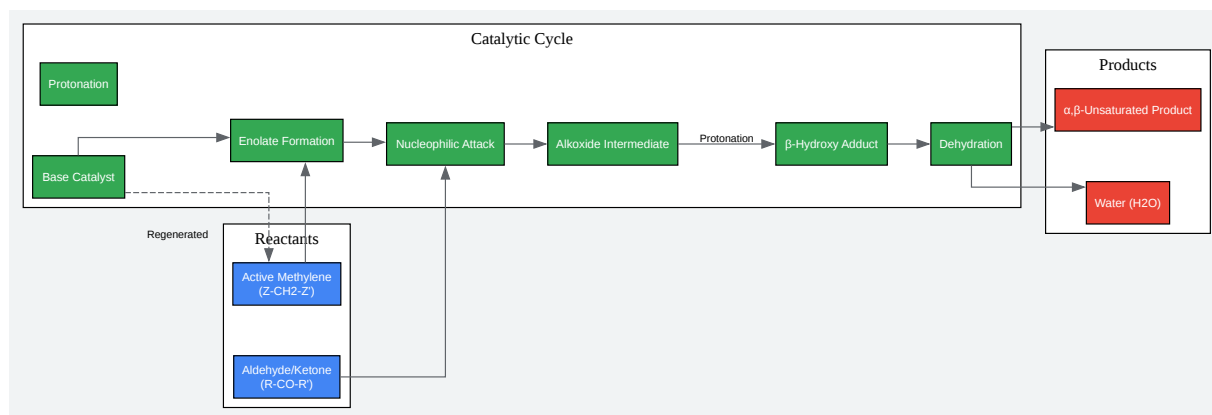 Catalytic Cycle
Products
Protonation
α,β-Unsaturated Product
Enolate Formation
Nucleophilic Attack
Alkoxide Intermediate
Protonation
β-Hydroxy Adduct
Dehydration
Base Catalyst
Water (H2O)
Regenerated
Reactants
Active Methylene
(Z-CH2-Z')
Aldehyde/Ketone
(R-CO-R')